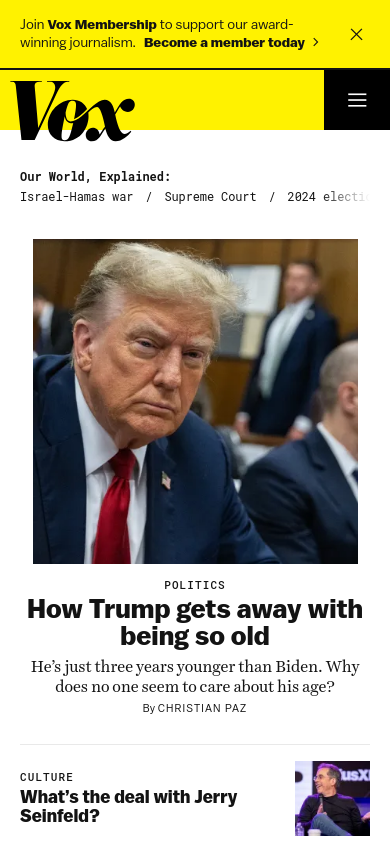 Join Vox Membership to support our award-
winning journalism. Become a member today
Vox
Our World, Explained:
Israel-Hamas war / Supreme Court / 2024
POLITICS
How Trump gets away with
being so old
He’s just three years younger than Biden. Why
does no one seem to care about his age?
By CHRISTIAN PAZ
CULTURE
What’s the deal with Jerry
Seinfeld?